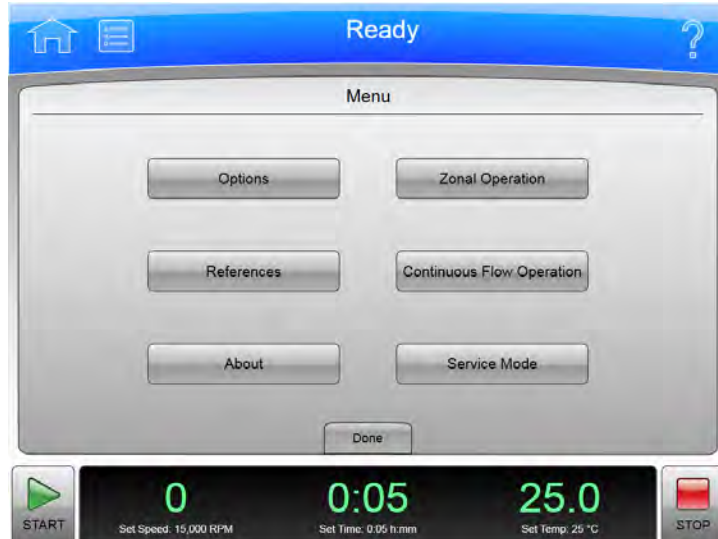 Ready
?
Menu
Options
Zonal Operation
References
Continuous Flow Operation
About
Service Mode
Done
START
0
Set Speed: 15,000 RPM
0:05
Set Time: 0:05 h:mm
25.0
Set Temp: 25 °C
STOP